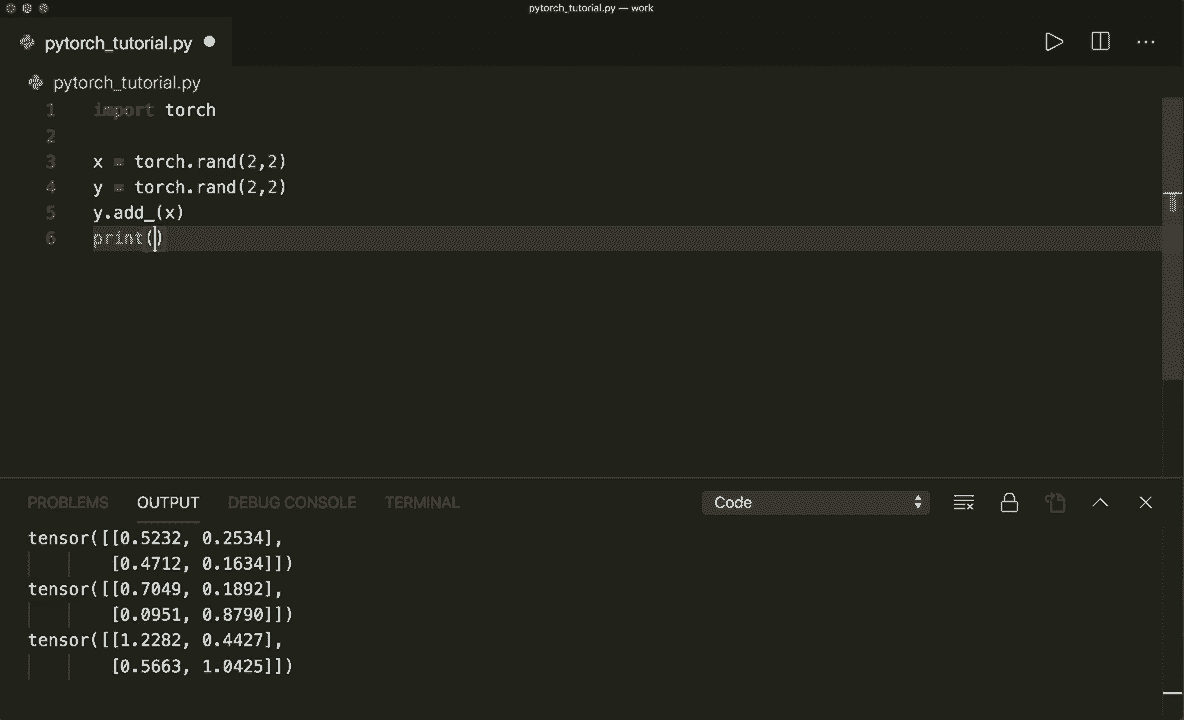 pytorch_tutorial.py — work
pytorch_tutorial.py
pytorch_tutorial.py
1 import torch
2
3 x = torch.rand(2,2)
4 y = torch.rand(2,2)
5 y.add_(x)
6 print()
PROBLEMS OUTPUT DEBUG CONSOLE TERMINAL Code
tensor([[0.5232, 0.2534],
[0.4712, 0.1634]])
tensor([[0.7049, 0.1892],
[0.0951, 0.8790]])
tensor([[1.2282, 0.4427],
[0.5663, 1.0425]])